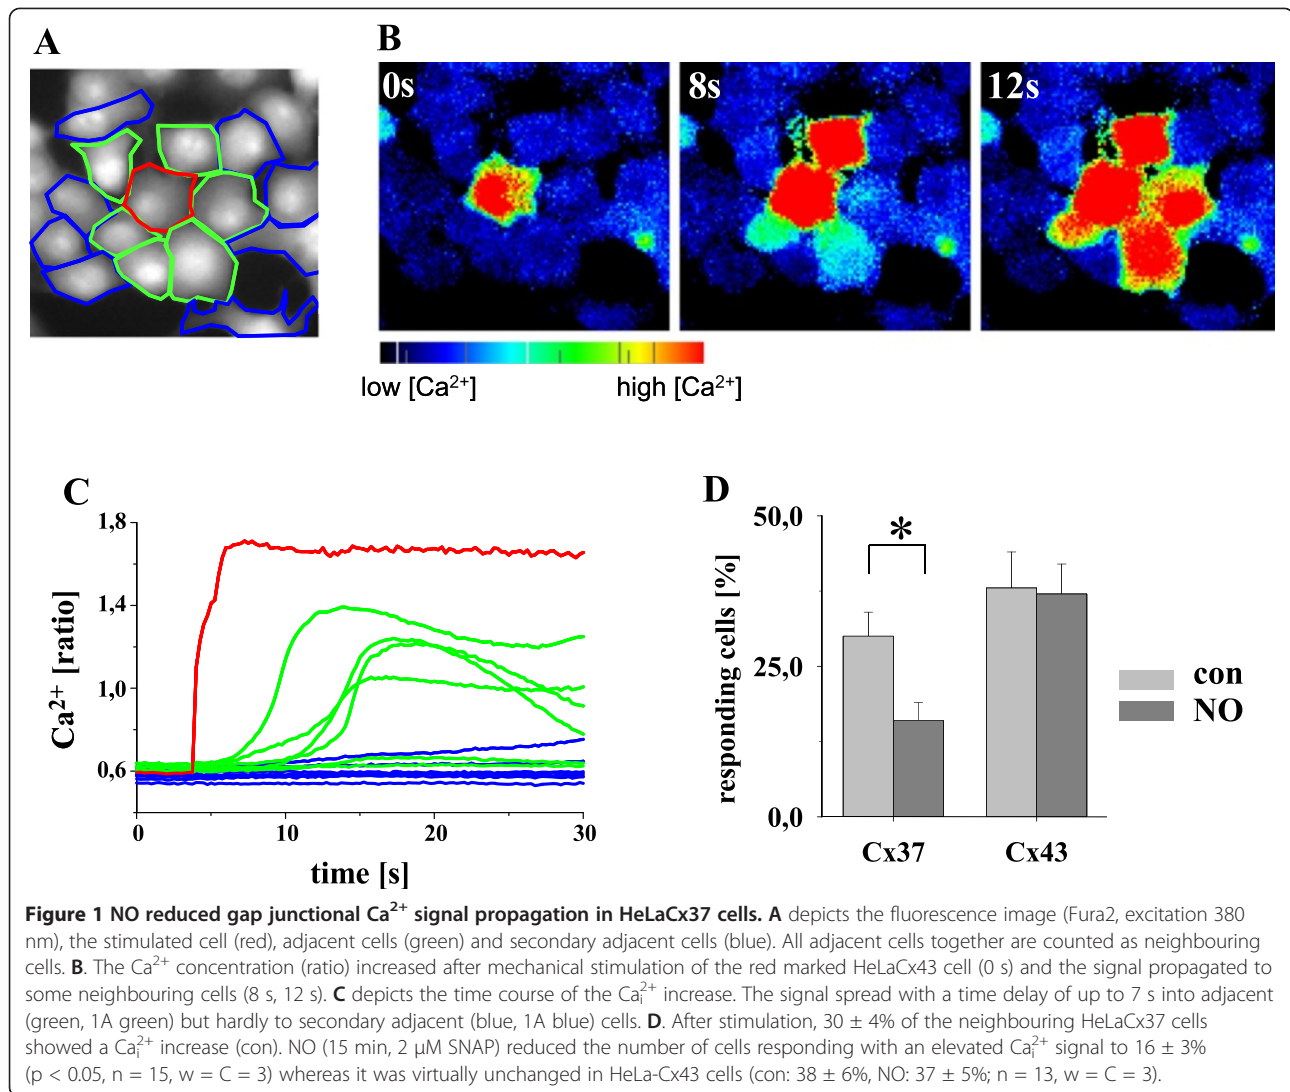 A
B
0s
8s
12s
low [Ca²⁺]
high [Ca²⁺]
C
1,8
1,4
1,0
0,6
Ca²⁺ [ratio]
0
10
20
30
time [s]
D
50,0
25,0
0,0
responding cells [%]
*
Cx37
Cx43
con
NO
Figure 1 NO reduced gap junctional Ca²⁺ signal propagation in HeLaCx37 cells. A depicts the fluorescence image (Fura2, excitation 380
nm), the stimulated cell (red), adjacent cells (green) and secondary adjacent cells (blue). All adjacent cells together are counted as neighbouring
cells. B. The Ca²⁺ concentration (ratio) increased after mechanical stimulation of the red marked HeLaCx43 cell (0 s) and the signal propagated to
some neighbouring cells (8 s, 12 s). C depicts the time course of the Caᵢ²⁺ increase. The signal spread with a time delay of up to 7 s into adjacent
(green, 1A green) but hardly to secondary adjacent (blue, 1A blue) cells. D. After stimulation, 30 ± 4% of the neighbouring HeLaCx37 cells
showed a Caᵢ²⁺ increase (con). NO (15 min, 2 μM SNAP) reduced the number of cells responding with an elevated Caᵢ²⁺ signal to 16 ± 3%
(p < 0.05, n = 15, w = C = 3) whereas it was virtually unchanged in HeLa-Cx43 cells (con: 38 ± 6%, NO: 37 ± 5%; n = 13, w = C = 3).